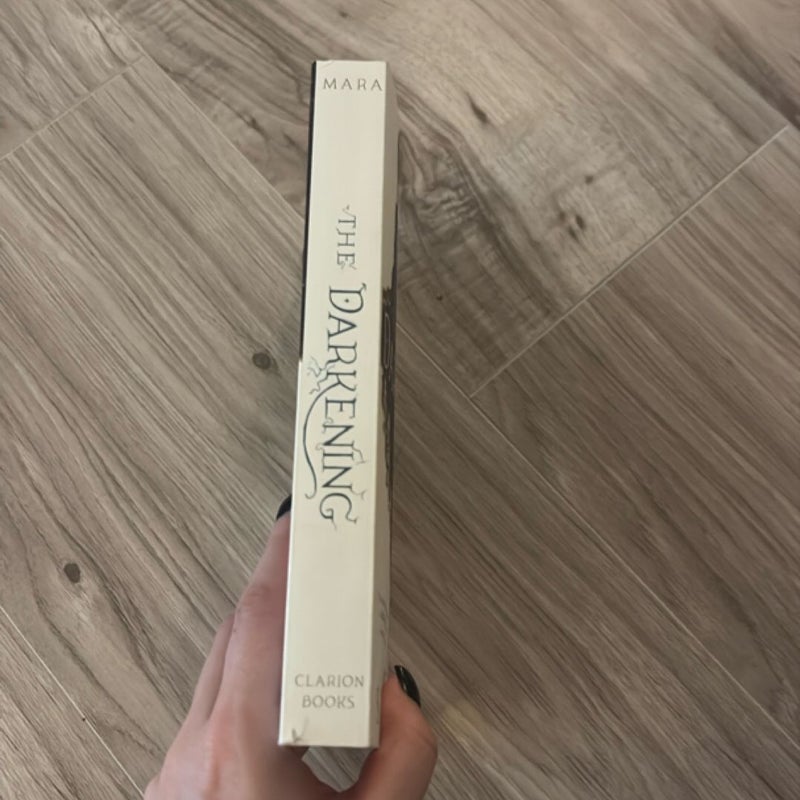 MARA
THE DARKENING
CLARION
BOOKS